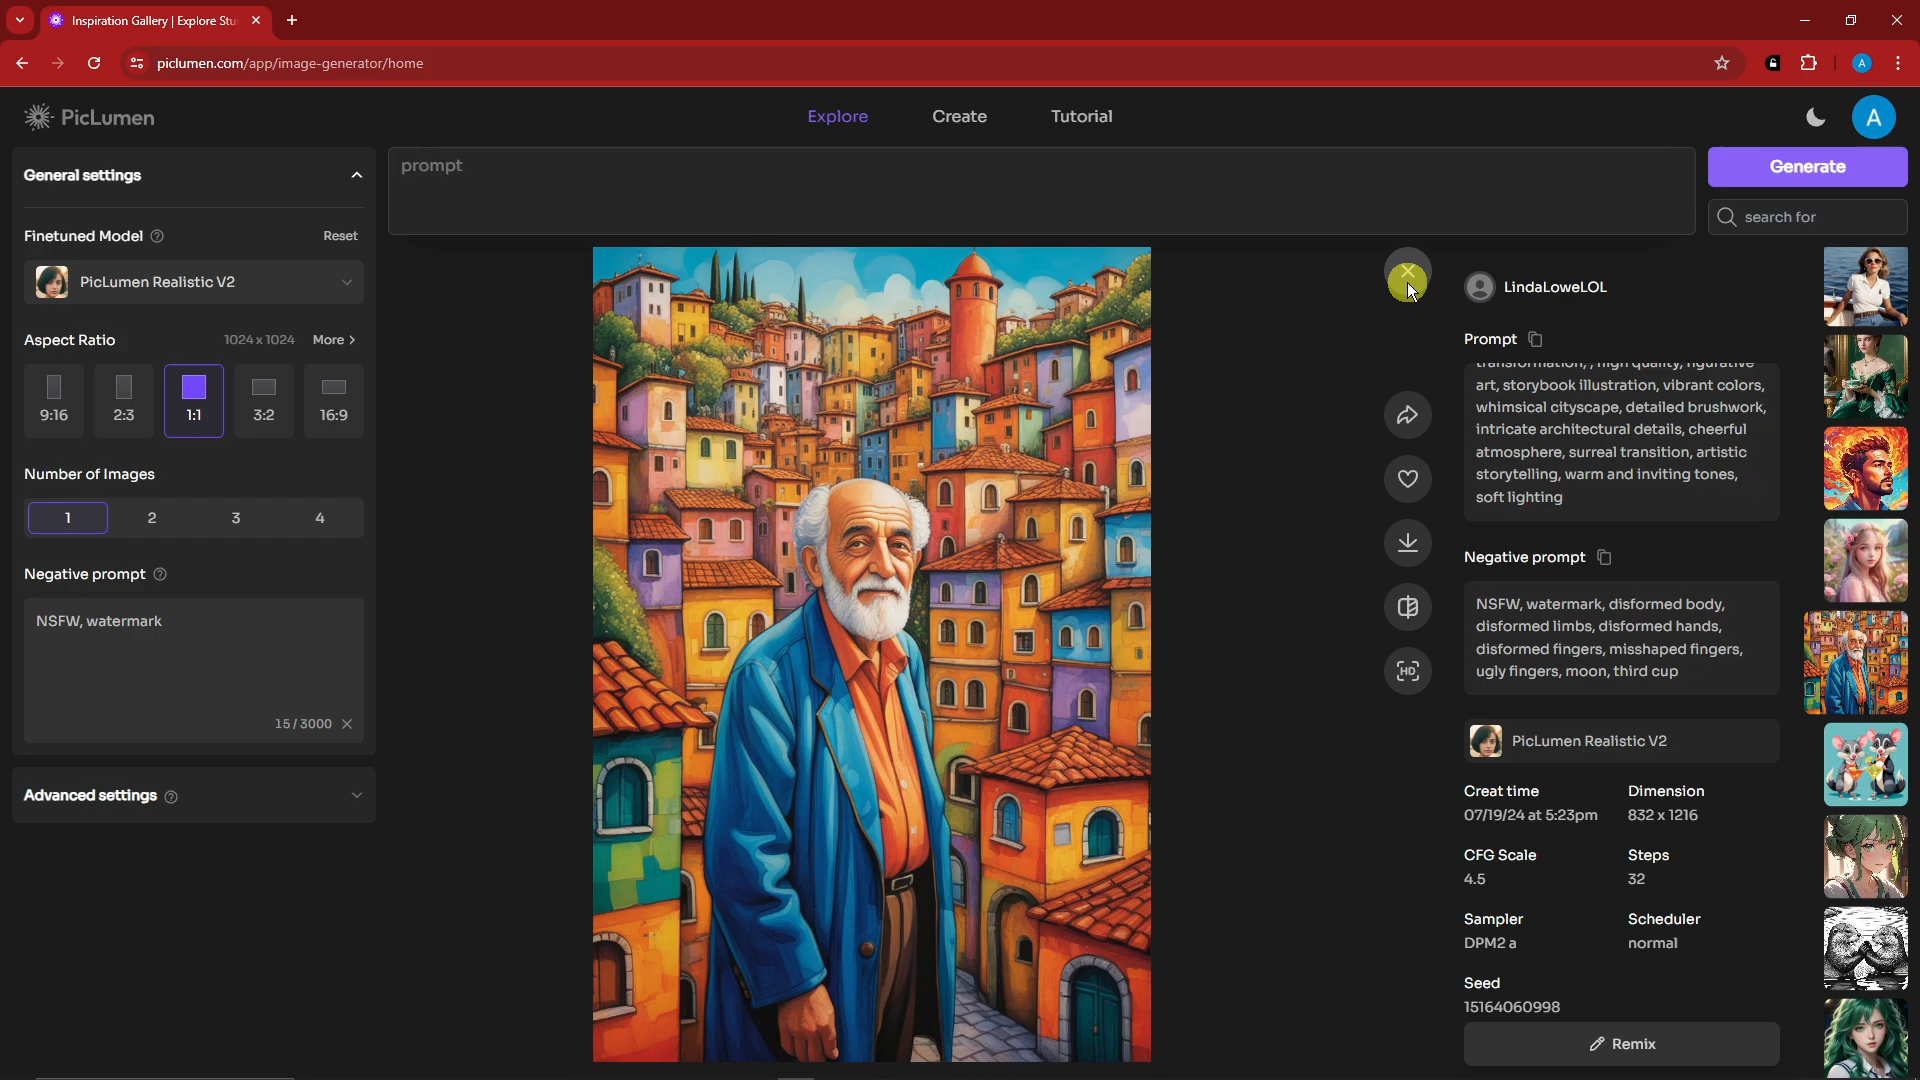 Inspiration Gallery | Explore Stu
piclumen.com/app/image-generator/home
A
PicLumen
Explore
Create
Tutorial
A
General settings
prompt
Generate
search for
Finetuned Model
Reset
PicLumen Realistic V2
Aspect Ratio
1024 x 1024
More >
9:16
2:3
1:1
3:2
16:9
Number of Images
1
2
3
4
Negative prompt
NSFW, watermark
15 / 3000
Advanced settings
HD
LindaLoweLOL
Prompt
transformation, , high quality, figurative
art, storybook illustration, vibrant colors,
whimsical cityscape, detailed brushwork,
intricate architectural details, cheerful
atmosphere, surreal transition, artistic
storytelling, warm and inviting tones,
soft lighting
Negative prompt
NSFW, watermark, disformed body,
disformed limbs, disformed hands,
disformed fingers, misshaped fingers,
ugly fingers, moon, third cup
PicLumen Realistic V2
Creat time
Dimension
07/19/24 at 5:23pm
832 x 1216
CFG Scale
Steps
4.5
32
Sampler
Scheduler
DPM2 a
normal
Seed
15164060998
Remix